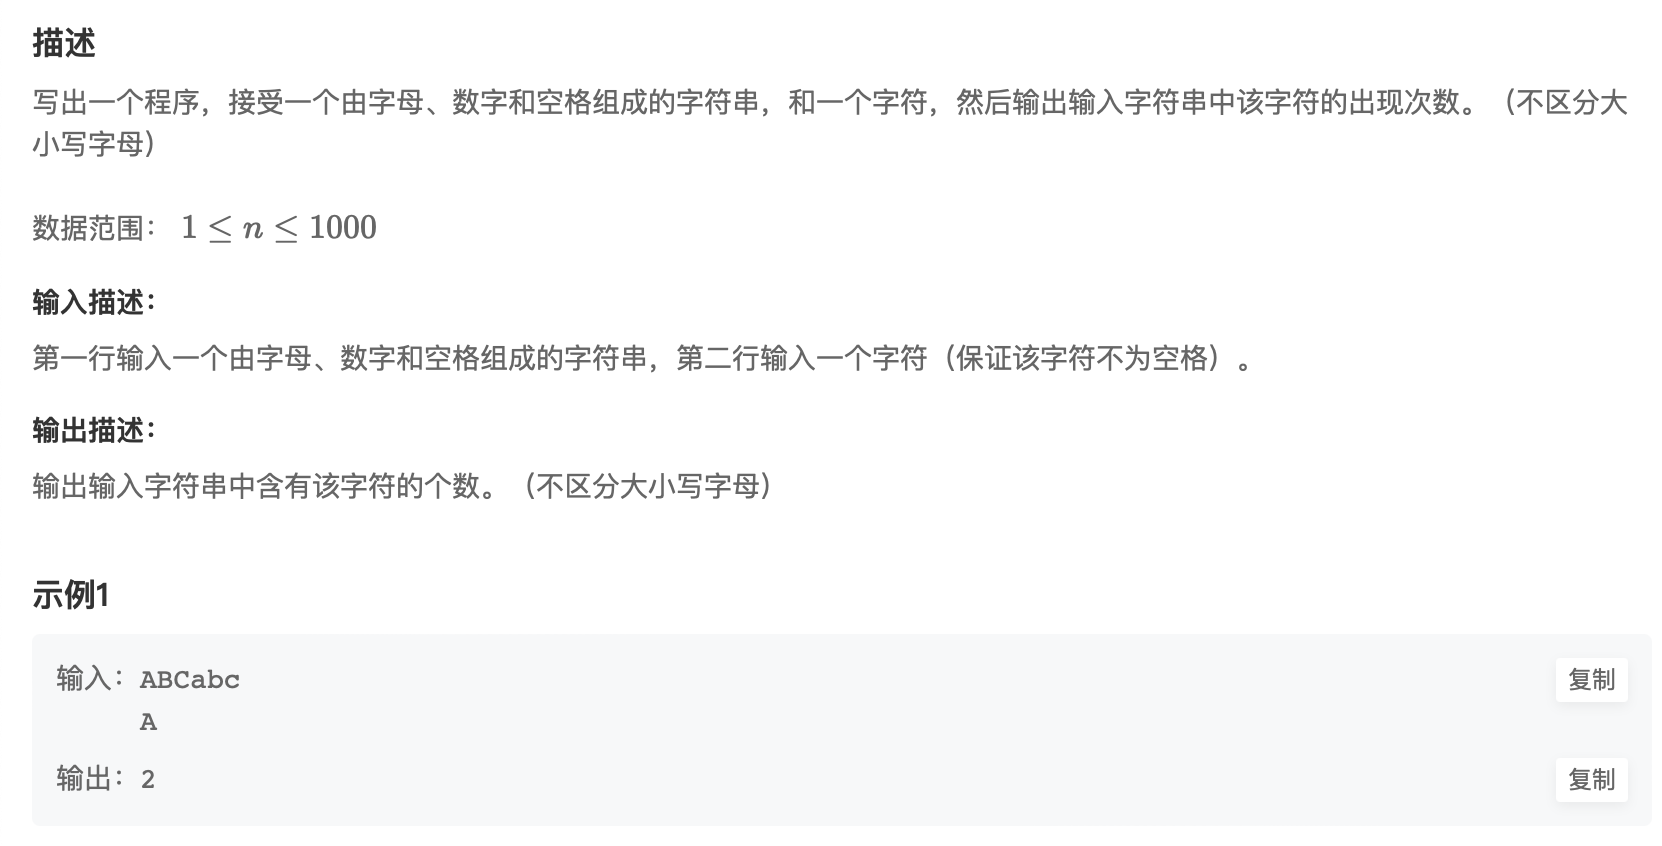 描述
写出一个程序，接受一个由字母、数字和空格组成的字符串，和一个字符，然后输出输入字符串中该字符的出现次数。（不区分大
小写字母）
数据范围： 1 ≤ n ≤ 1000
输入描述：
第一行输入一个由字母、数字和空格组成的字符串，第二行输入一个字符（保证该字符不为空格）。
输出描述：
输出输入字符串中含有该字符的个数。（不区分大小写字母）
示例1
输入：ABCabc
复制
A
输出：2
复制